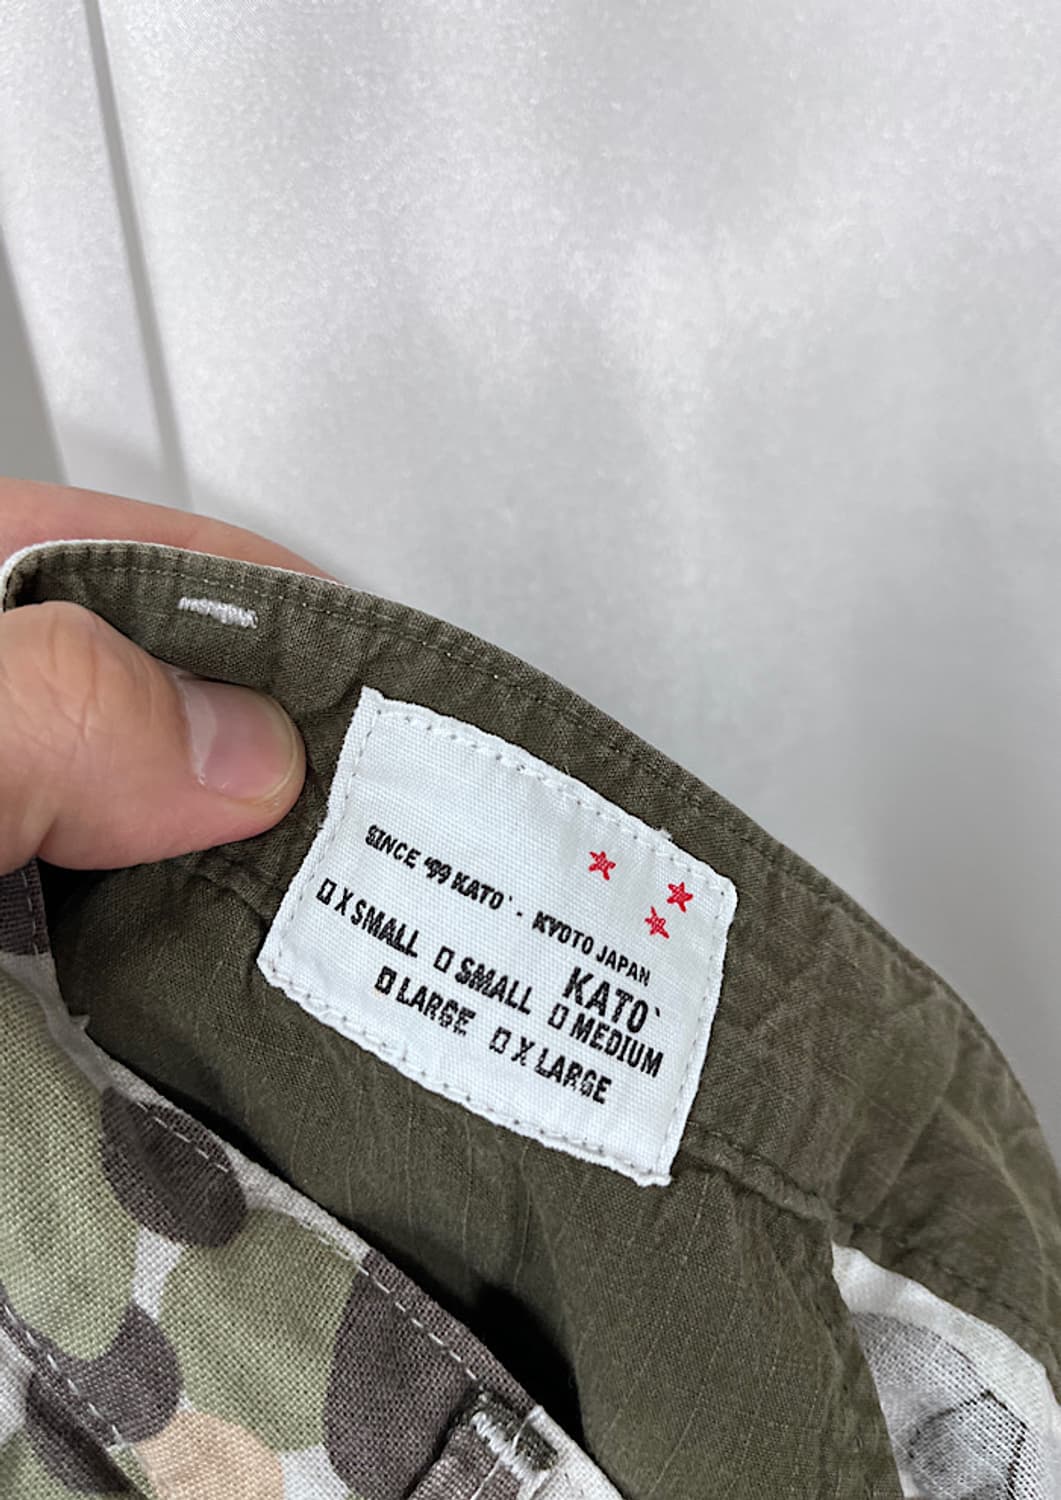 SINCE '99 KATO` - KYOTO JAPAN
KATO`
X SMALL SMALL MEDIUM
LARGE X LARGE